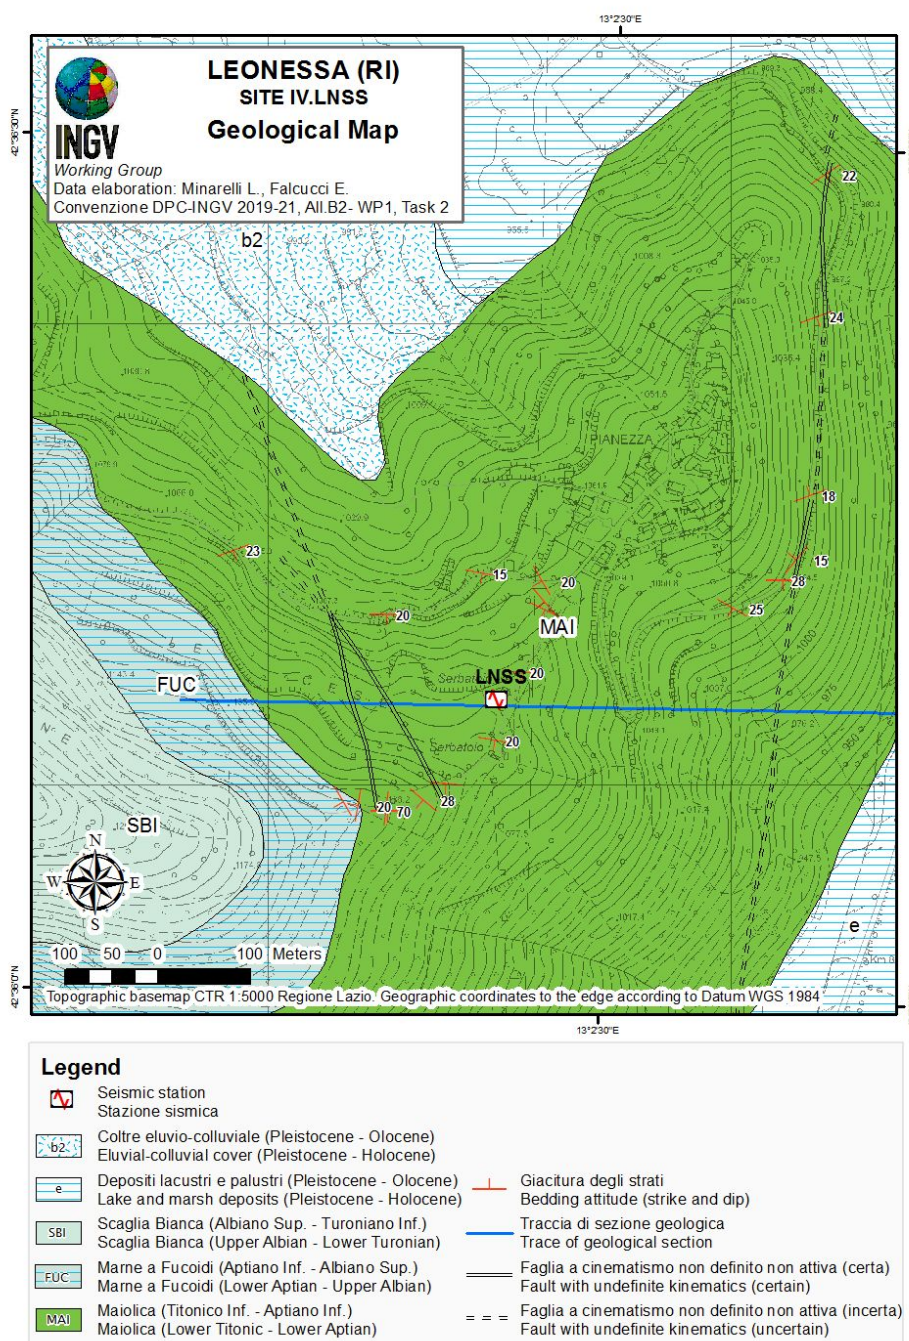 13°2'30"E
LEONESSA (RI)
SITE IV.LNSS
Geological Map
INGV
Working Group
Data elaboration: Minarelli L., Falcucci E.
Convenzione DPC-INGV 2019-21, All.B2- WP1, Task 2
42°36'30"N
b2
22
24
PIANEZZA
18
23
15
20
15
28
25
20
MAI
LNSS
20
Serbatoio
FUC
20
Serbatoio
20
70
28
SBI
N
W
E
S
e
100 50 0 100 Meters
42°36'0"N
Topographic basemap CTR 1:5000 Regione Lazio. Geographic coordinates to the edge according to Datum WGS 1984
13°2'30"E
Legend
Seismic station
Stazione sismica
b2
Coltre eluvio-colluviale (Pleistocene - Olocene)
Eluvial-colluvial cover (Pleistocene - Holocene)
e
Depositi lacustri e palustri (Pleistocene - Olocene)
Lake and marsh deposits (Pleistocene - Holocene)
SBI
Scaglia Bianca (Albiano Sup. - Turoniano Inf.)
Scaglia Bianca (Upper Albian - Lower Turonian)
FUC
Marne a Fucoidi (Aptiano Inf. - Albiano Sup.)
Marne a Fucoidi (Lower Aptian - Upper Albian)
MAI
Maiolica (Titonico Inf. - Aptiano Inf.)
Maiolica (Lower Titonic - Lower Aptian)
Giacitura degli strati
Bedding attitude (strike and dip)
Traccia di sezione geologica
Trace of geological section
Faglia a cinematismo non definito non attiva (certa)
Fault with undefinite kinematics (certain)
Faglia a cinematismo non definito non attiva (incerta)
Fault with undefinite kinematics (uncertain)